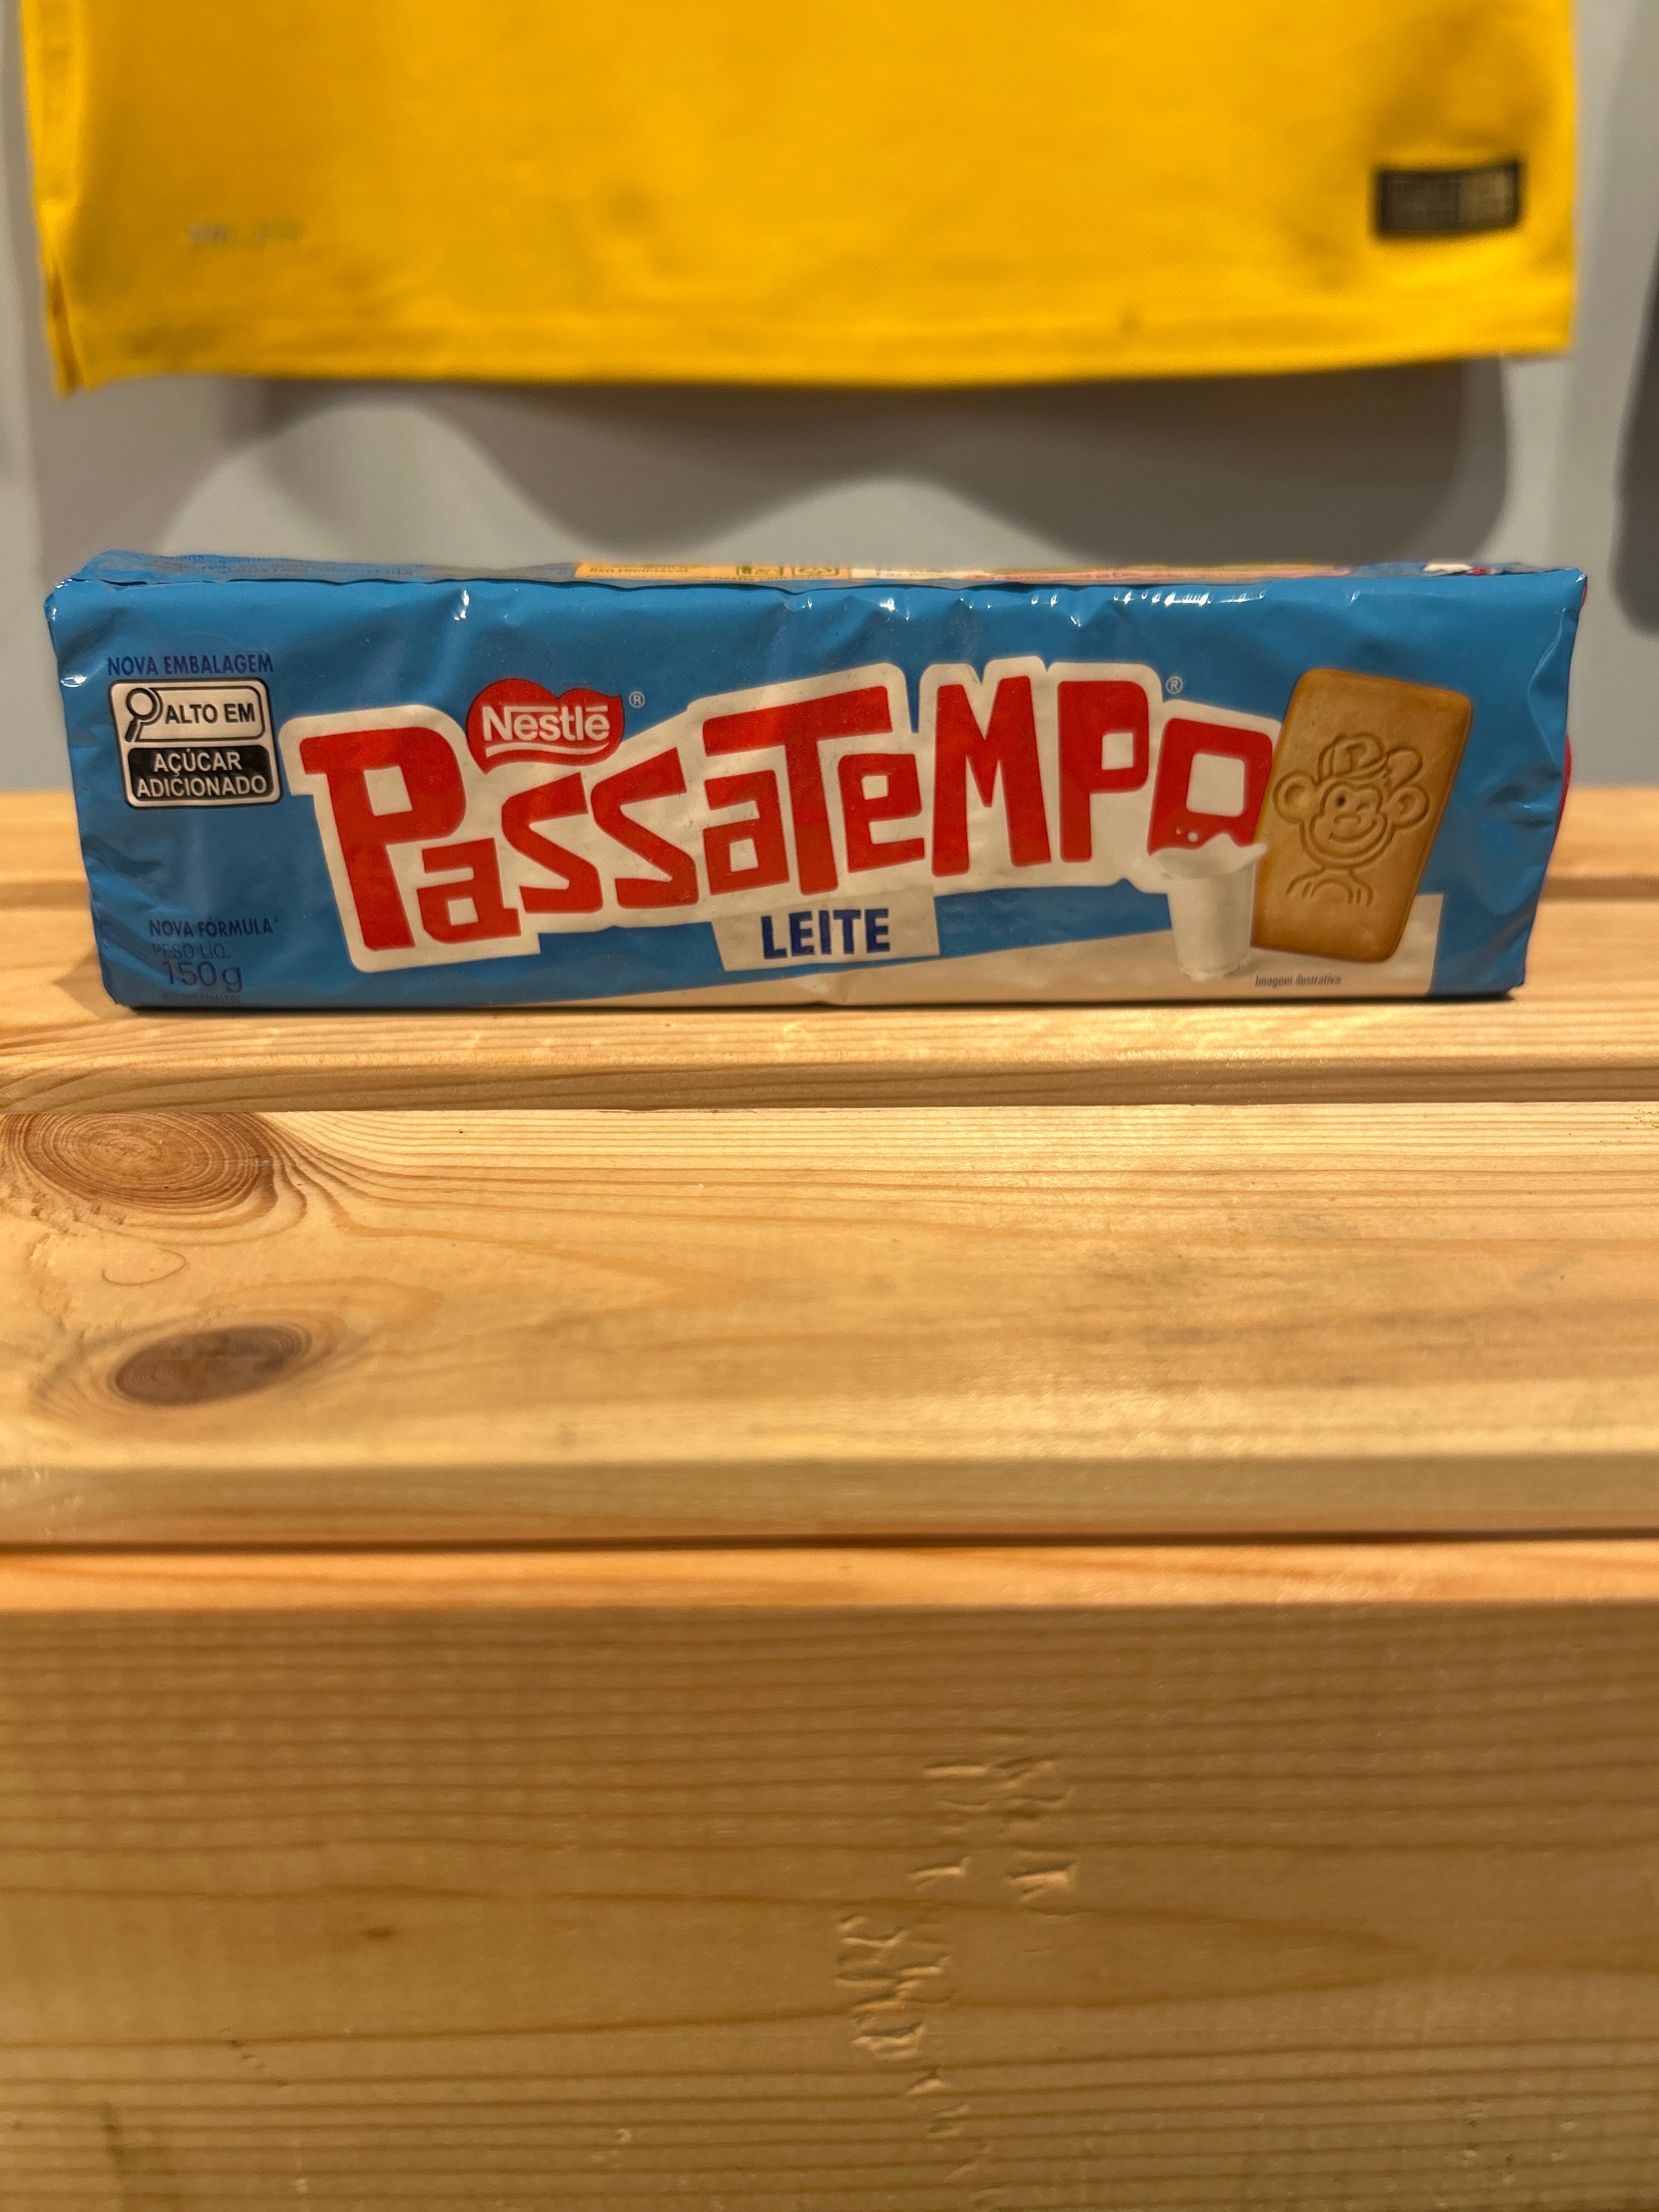 NOVA EMBALAGEM
ALTO EM
AÇÚCAR
ADICIONADO
Nestlé®
PASSATEMPO®
LEITE
NOVA FÓRMULA*
PESO LÍQ.
150g
Imagem ilustrativa